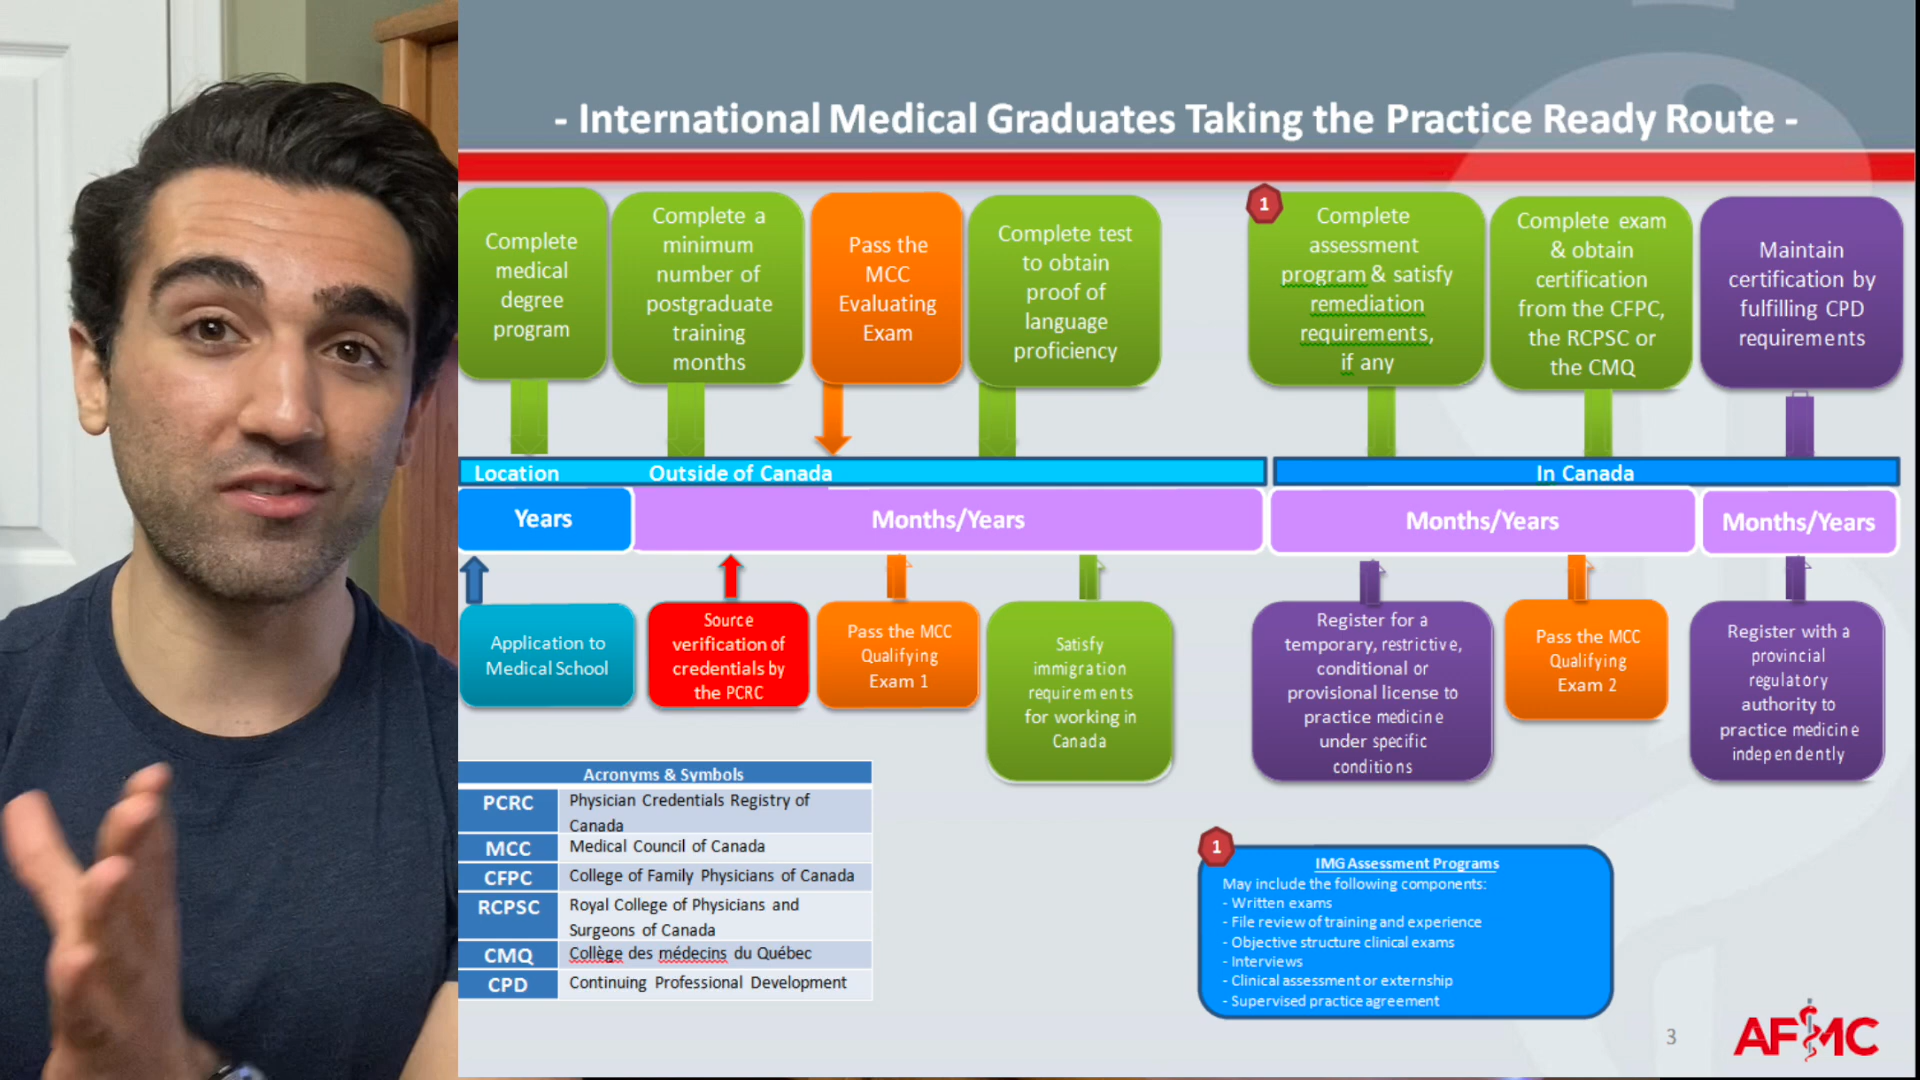 - International Medical Graduates Taking the Practice Ready Route -
Complete
medical
degree
program
Complete a
minimum
number of
postgraduate
training
months
Pass the
MCC
Evaluating
Exam
Complete test
to obtain
proof of
language
proficiency
1
Complete
assessment
program & satisfy
remediation
requirements,
if any
Complete exam
& obtain
certification
from the CFPC,
the RCPSC or
the CMQ
Maintain
certification by
fulfilling CPD
requirements
Location
Outside of Canada
In Canada
Years
Months/Years
Months/Years
Months/Years
Application to
Medical School
Source
verification of
credentials by
the PCRC
Pass the MCC
Qualifying
Exam 1
Satisfy
immigration
requirements
for working in
Canada
Register for a
temporary, restrictive,
conditional or
provisional license to
practice medicine
under specific
conditions
Pass the MCC
Qualifying
Exam 2
Register with a
provincial
regulatory
authority to
practice medicine
independently
Acronyms & Symbols
PCRC
Physician Credentials Registry of
Canada
MCC
Medical Council of Canada
CFPC
College of Family Physicians of Canada
RCPSC
Royal College of Physicians and
Surgeons of Canada
CMQ
Collège des médecins du Québec
CPD
Continuing Professional Development
1
IMG Assessment Programs
May include the following components:
- Written exams
- File review of training and experience
- Objective structure clinical exams
- Interviews
- Clinical assessment or externship
- Supervised practice agreement
3
AFMC